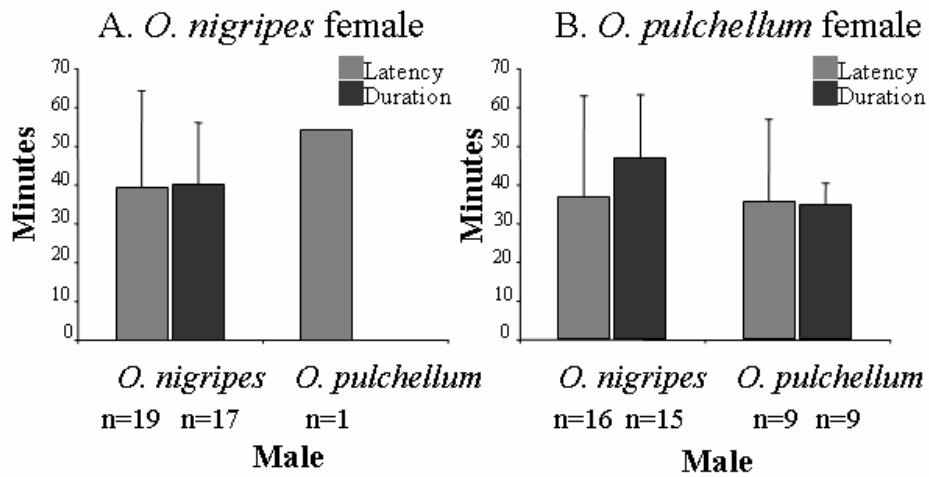 A. O. nigripes female
Minutes
70
60
50
40
30
20
10
0
Latency
Duration
O. nigripes O. pulchellum
n=19 n=17 n=1
Male
B. O. pulchellum female
Minutes
70
60
50
40
30
20
10
0
Latency
Duration
O. nigripes O. pulchellum
n=16 n=15 n=9 n=9
Male